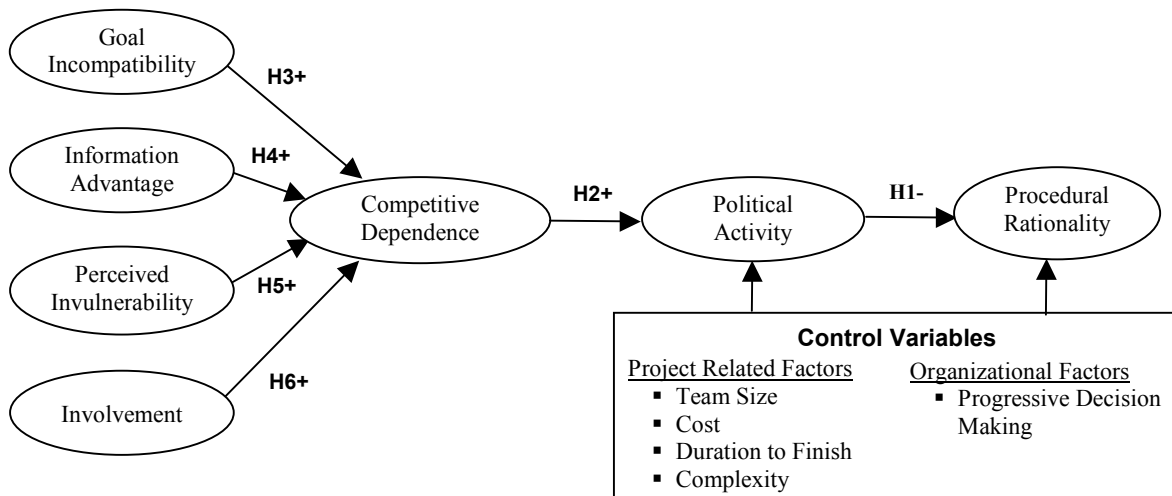 Goal
Incompatibility
H3+
Information
Advantage
H4+
Perceived
Invulnerability
H5+
Involvement
H6+
Competitive
Dependence
H2+
Political
Activity
H1-
Procedural
Rationality
Control Variables
Project Related Factors
▪ Team Size
▪ Cost
▪ Duration to Finish
▪ Complexity
Organizational Factors
▪ Progressive Decision
Making